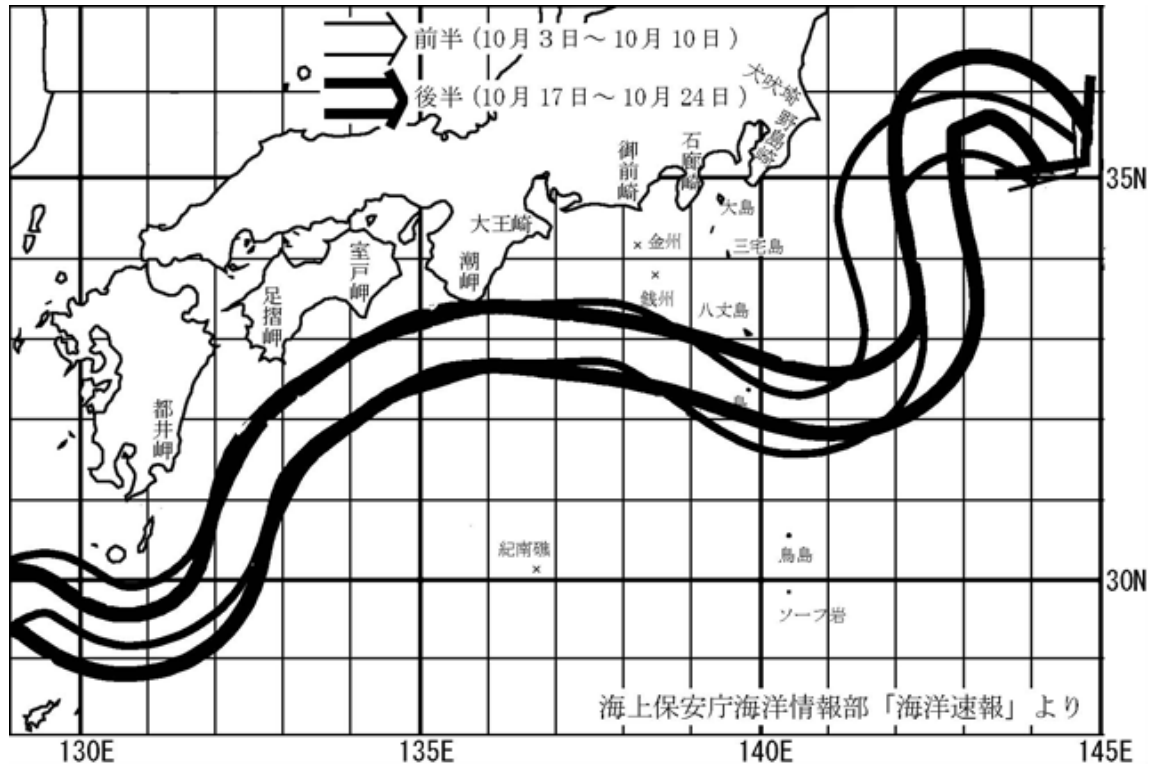 前半 (10月3日〜10月10日)
後半 (10月17日〜10月24日)
犬吠埼
野島崎
石廊崎
御前崎
大島
大王崎
金州
三宅島
室戸岬
潮岬
足摺岬
銭州
八丈島
島
都井岬
紀南礁
鳥島
ソーフ岩
35N
30N
海上保安庁海洋情報部「海洋速報」より
130E
135E
140E
145E